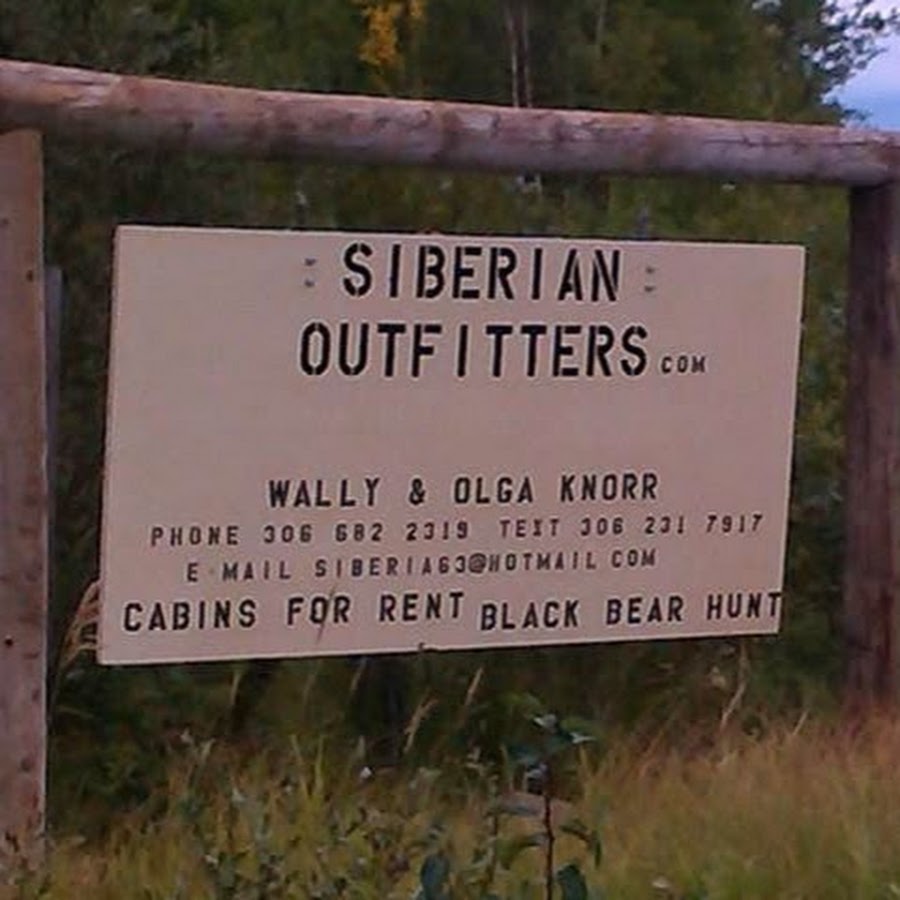 SIBERIAN
OUTFITTERS COM
WALLY & OLGA KNORR
PHONE 306 682 2319 TEXT 306 231 7917
E-MAIL SIBERIA63@HOTMAIL COM
CABINS FOR RENT BLACK BEAR HUNT